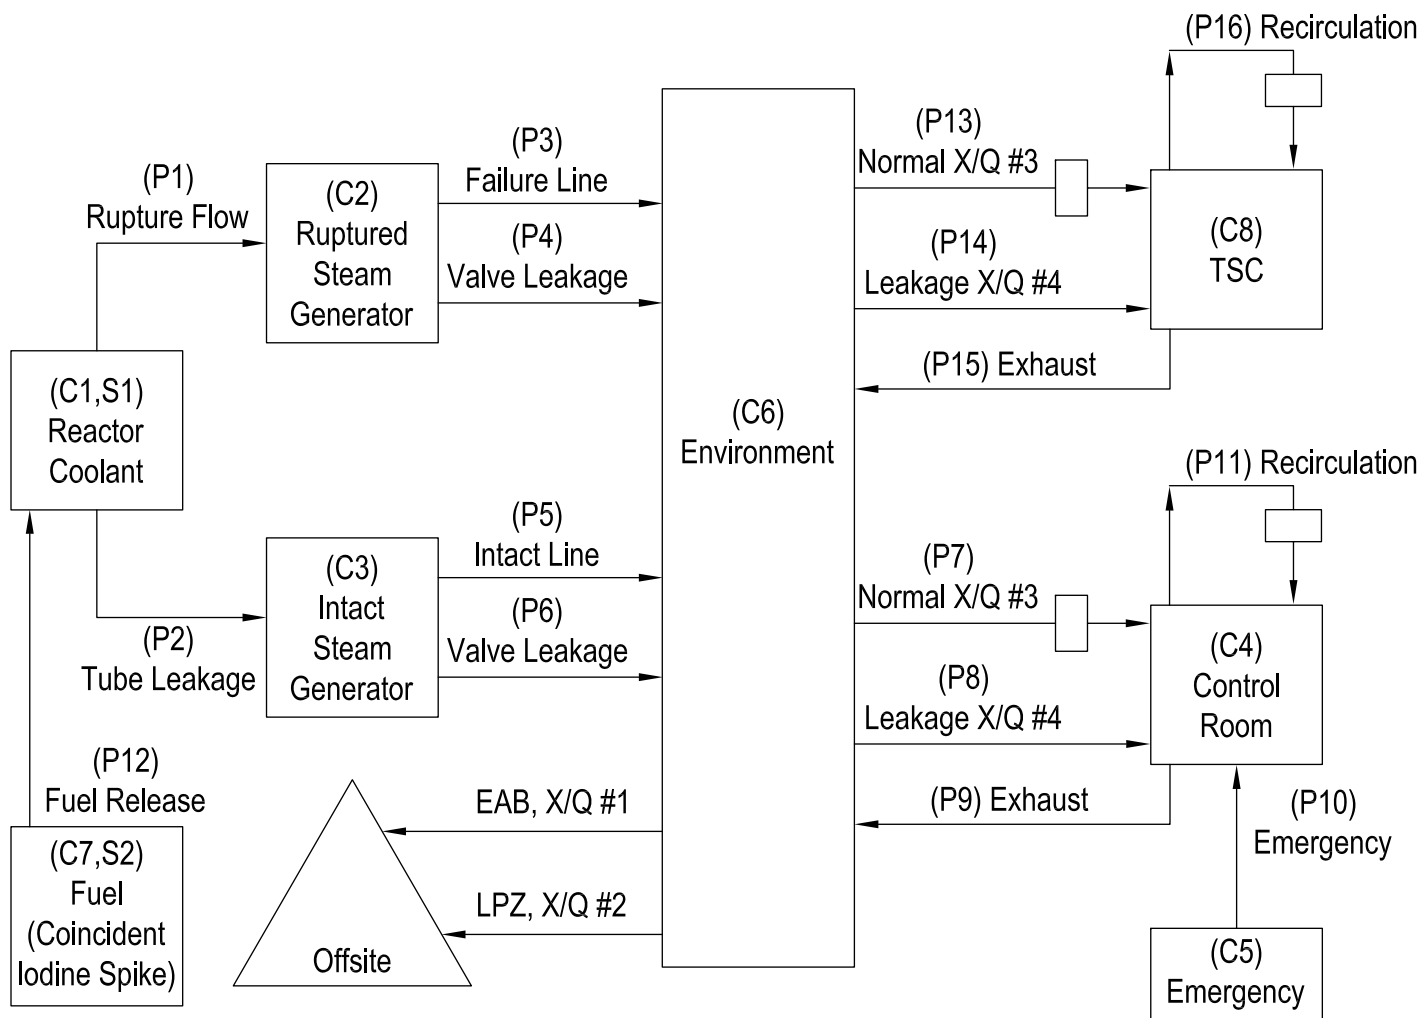 (P16) Recirculation
(P13)
Normal X/Q #3
(P3)
Failure Line
(P1)
Rupture Flow
(C2)
Ruptured
Steam
Generator
(P4)
Valve Leakage
(P14)
Leakage X/Q #4
(C8)
TSC
(P15) Exhaust
(C1,S1)
Reactor
Coolant
(C6)
Environment
(P11) Recirculation
(P5)
Intact Line
(C3)
Intact
Steam
Generator
(P7)
Normal X/Q #3
(P6)
Valve Leakage
(P2)
Tube Leakage
(P8)
Leakage X/Q #4
(C4)
Control
Room
(P12)
Fuel Release
EAB, X/Q #1
(P9) Exhaust
(P10)
Emergency
(C7,S2)
Fuel
(Coincident
Iodine Spike)
LPZ, X/Q #2
Offsite
(C5)
Emergency